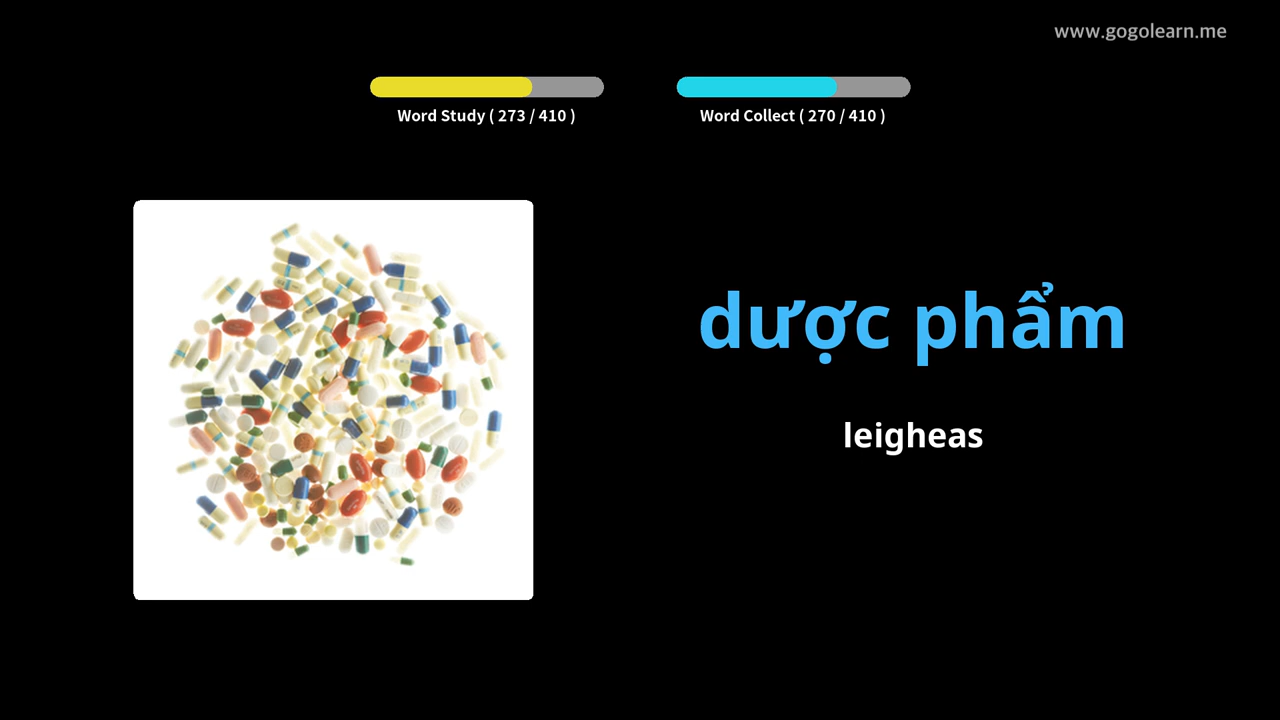 www.gogolearn.me
Word Study ( 273 / 410 )
Word Collect ( 270 / 410 )
dược phẩm
leigheas